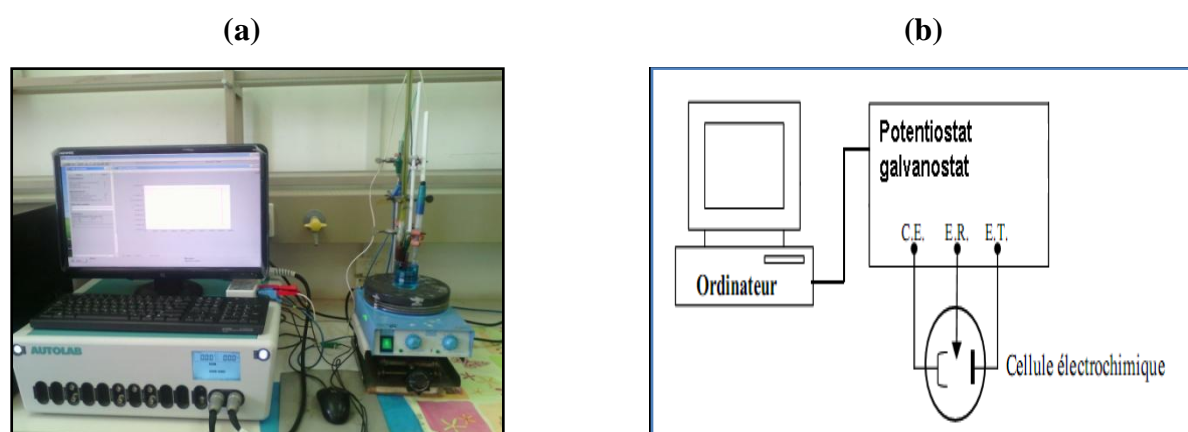 (a)
(b)
AUTOLAB
Potentiostat
galvanostat
C.E. E.R. E.T.
Ordinateur
Cellule électrochimique